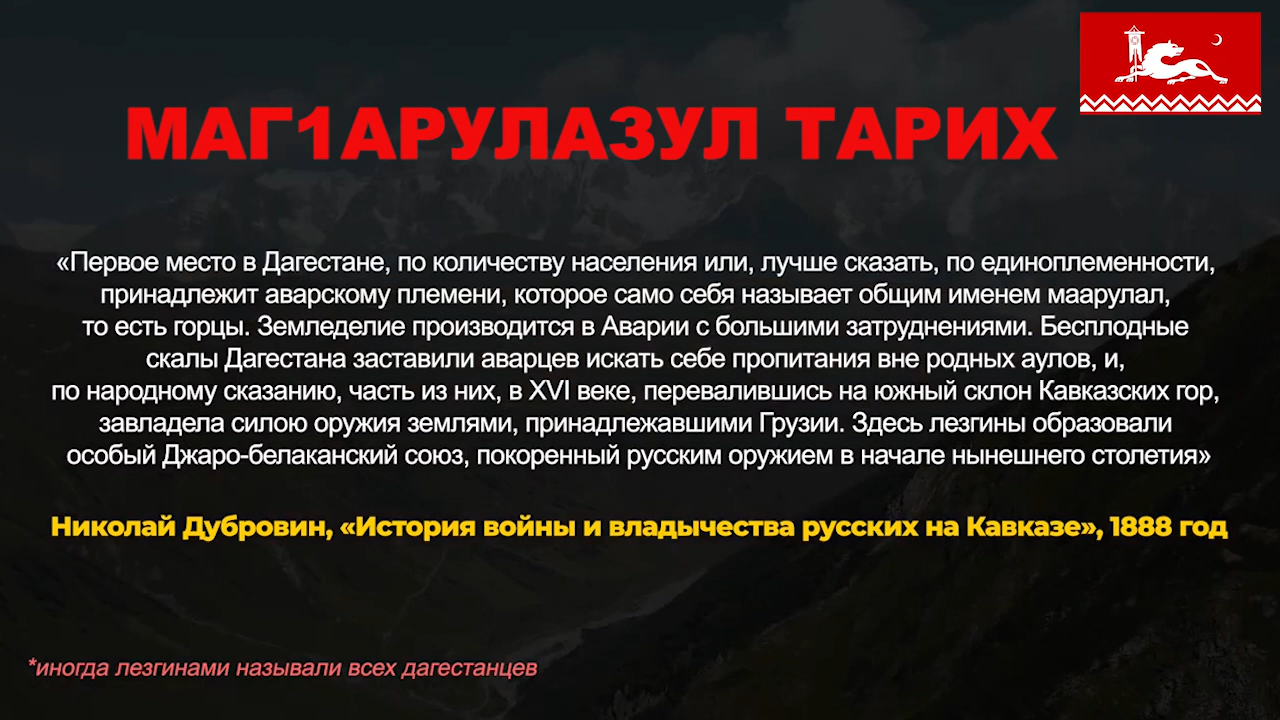 МАГ1АРУЛАЗУЛ ТАРИХ
«Первое место в Дагестане, по количеству населения или, лучше сказать, по единоплеменности,
принадлежит аварскому племени, которое само себя называет общим именем маарулал,
то есть горцы. Земледелие производится в Аварии с большими затруднениями. Бесплодные
скалы Дагестана заставили аварцев искать себе пропитания вне родных аулов, и,
по народному сказанию, часть из них, в XVI веке, перевалившись на южный склон Кавказских гор,
завладела силою оружия землями, принадлежавшими Грузии. Здесь лезгины образовали
особый Джаро-белаканский союз, покоренный русским оружием в начале нынешнего столетия»
Николай Дубровин, «История войны и владычества русских на Кавказе», 1888 год
*иногда лезгинами называли всех дагестанцев